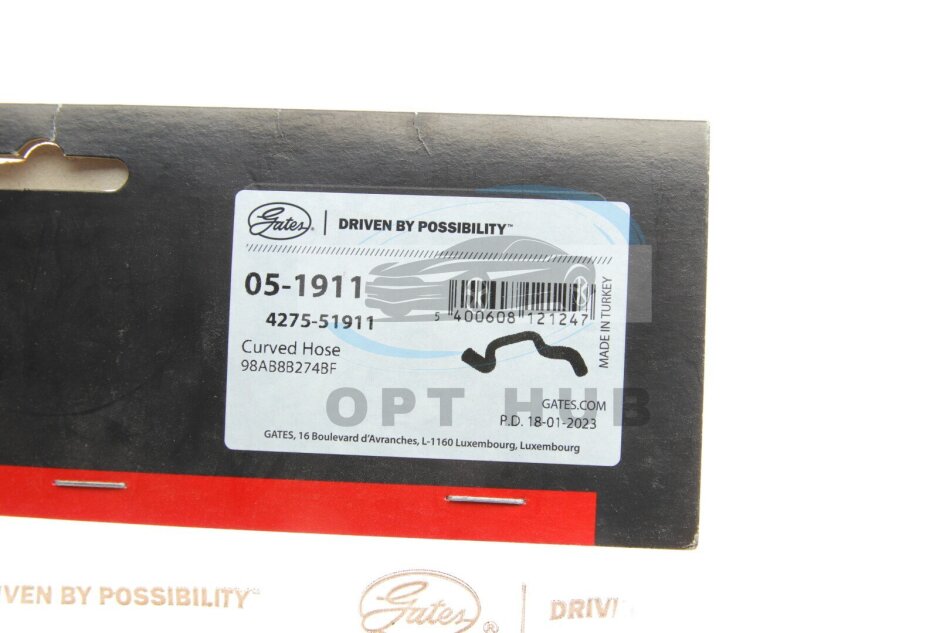 Gates® | DRIVEN BY POSSIBILITY™
05-1911
4275-51911
5 400608 121247
Curved Hose
98AB8B274BF
MADE IN TURKEY
GATES.COM
P.D. 18-01-2023
OPT HUB
GATES, 16 Boulevard d'Avranches, L-1160 Luxembourg, Luxembourg
VEN BY POSSIBILITY™ Gates® | DRIV